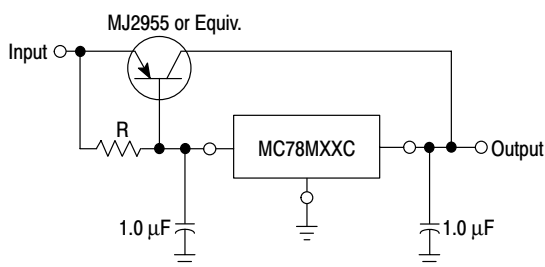 MJ2955 or Equiv.
Input
R
MC78MXXC
Output
1.0 μF
1.0 μF